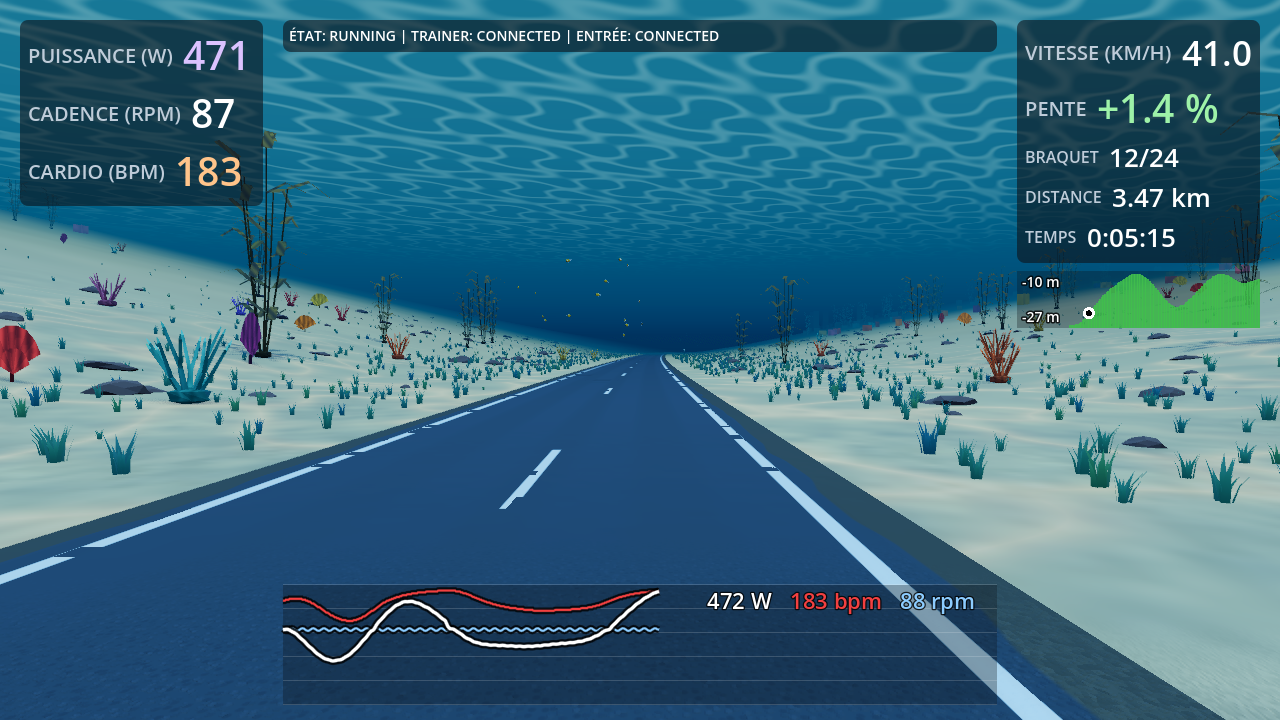 PUISSANCE (W) 471
CADENCE (RPM) 87
CARDIO (BPM) 183
ÉTAT: RUNNING | TRAINER: CONNECTED | ENTRÉE: CONNECTED
VITESSE (KM/H) 41.0
PENTE +1.4 %
BRAQUET 12/24
DISTANCE 3.47 km
TEMPS 0:05:15
-10 m
-27 m
472 W 183 bpm 88 rpm